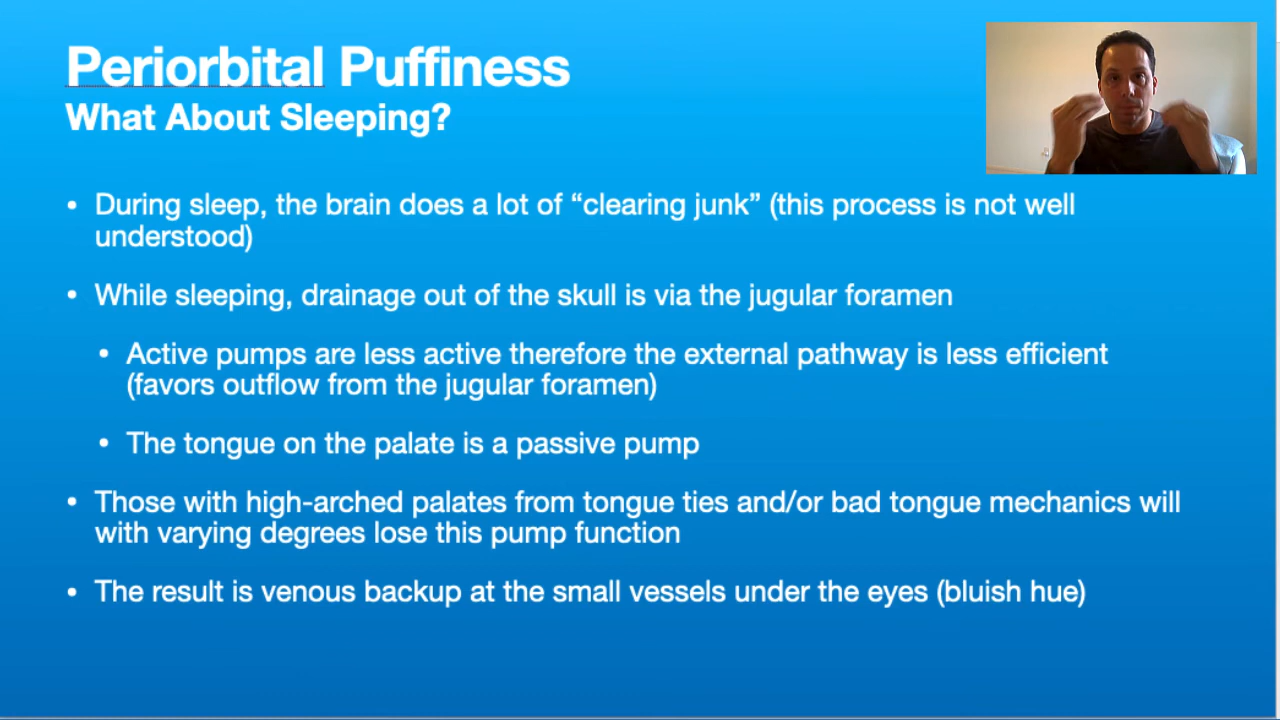 Periorbital Puffiness
What About Sleeping?
• During sleep, the brain does a lot of “clearing junk” (this process is not well
understood)
• While sleeping, drainage out of the skull is via the jugular foramen
• Active pumps are less active therefore the external pathway is less efficient
(favors outflow from the jugular foramen)
• The tongue on the palate is a passive pump
• Those with high-arched palates from tongue ties and/or bad tongue mechanics will
with varying degrees lose this pump function
• The result is venous backup at the small vessels under the eyes (bluish hue)